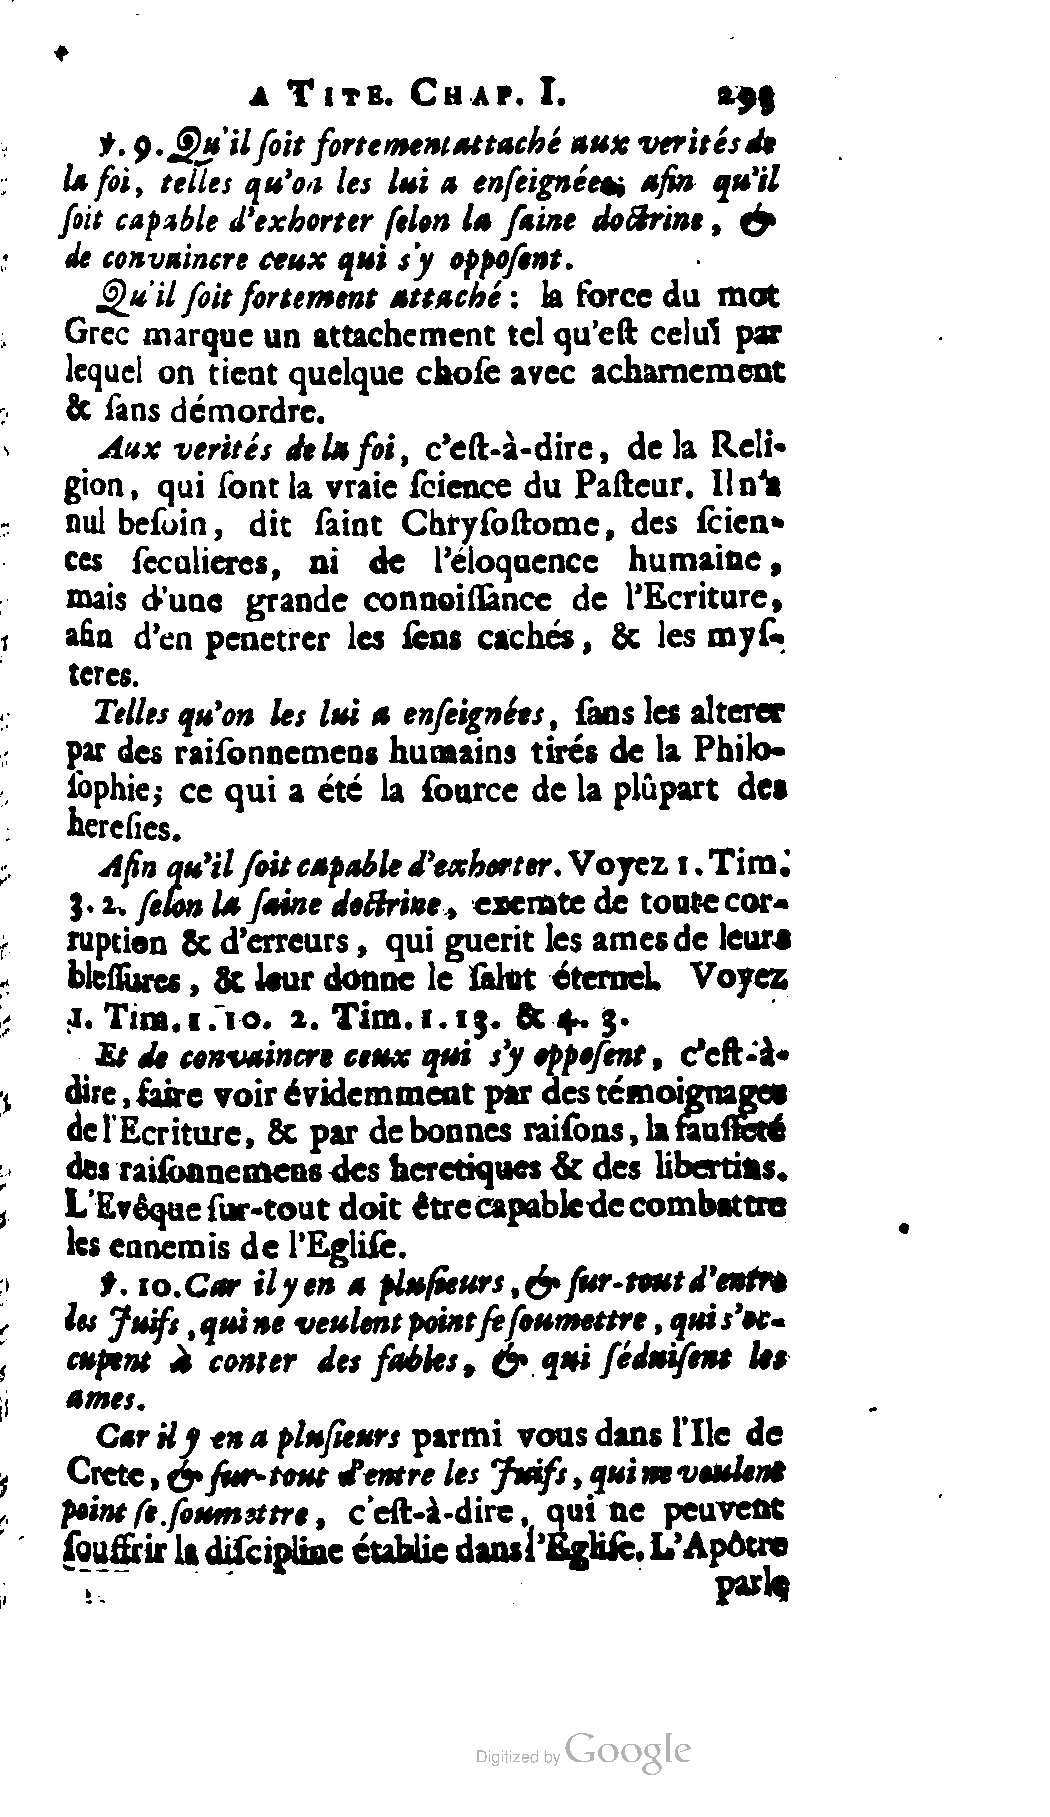 A TITE. CHAP. I. 293
℣. 9. Qu'il ſoit fortement attaché aux verités de
la foi, telles qu'on les lui a enſeignées; afin qu'il
ſoit capable d'exhorter ſelon la ſaine doctrine, &
de convaincre ceux qui s'y oppoſent.
Qu'il ſoit fortement attaché : la force du mot
Grec marque un attachement tel qu'eſt celui par
lequel on tient quelque choſe avec acharnement
& ſans démordre.
Aux verités de la foi, c'eſt-à-dire, de la Reli-
gion, qui ſont la vraie ſcience du Paſteur. Il n'a
nul beſoin, dit ſaint Chryſoſtome, des ſcien-
ces ſeculieres, ni de l'éloquence humaine,
mais d'une grande connoiſſance de l'Ecriture,
afin d'en penetrer les ſens cachés, & les myſ-
teres.
Telles qu'on les lui a enſeignées, ſans les alterer
par des raiſonnemens humains tirés de la Philo-
ſophie; ce qui a été la ſource de la plûpart des
hereſies.
Afin qu'il ſoit capable d'exhorter. Voyez 1. Tim.
3. 2. ſelon la ſaine doctrine, exemte de toute cor-
ruption & d'erreurs, qui guerit les ames de leurs
bleſſures, & leur donne le ſalut éternel. Voyez
1. Tim. 1. 10. 2. Tim. 1. 13. & 4. 3.
Et de convaincre ceux qui s'y oppoſent, c'eſt-à-
dire, faire voir évidemment par des témoignages
de l'Ecriture, & par de bonnes raiſons, la fauſſeté
des raiſonnemens des heretiques & des libertins.
L'Evêque ſur-tout doit être capable de combattre
les ennemis de l'Egliſe.
℣. 10. Car il y en a pluſieurs, & ſur-tout d'entre
les Juifs, qui ne veulent point ſe ſoumettre, qui s'oc-
cupent à conter des fables, & qui ſéduiſent les
ames.
Car il y en a pluſieurs parmi vous dans l'Ile de
Crete, & ſur-tout d'entre les Juifs, qui ne veulent
point ſe ſoumettre, c'eſt-à-dire, qui ne peuvent
ſouffrir la diſcipline établie dans l'Egliſe. L'Apôtre
parle
Digitized by Google